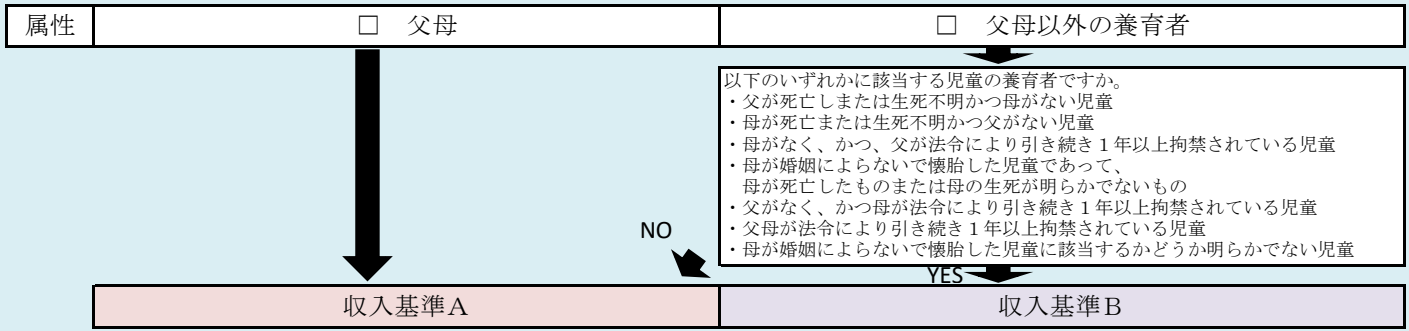 属性
□ 父母
□ 父母以外の養育者
以下のいずれかに該当する児童の養育者ですか。
・父が死亡しまたは生死不明かつ母がない児童
・母が死亡または生死不明かつ父がない児童
・母がなく、かつ、父が法令により引き続き１年以上拘禁されている児童
・母が婚姻によらないで懐胎した児童であって、
母が死亡したものまたは母の生死が明らかでないもの
・父がなく、かつ母が法令により引き続き１年以上拘禁されている児童
・父母が法令により引き続き１年以上拘禁されている児童
・母が婚姻によらないで懐胎した児童に該当するかどうか明らかでない児童
NO
YES
収入基準Ａ
収入基準Ｂ